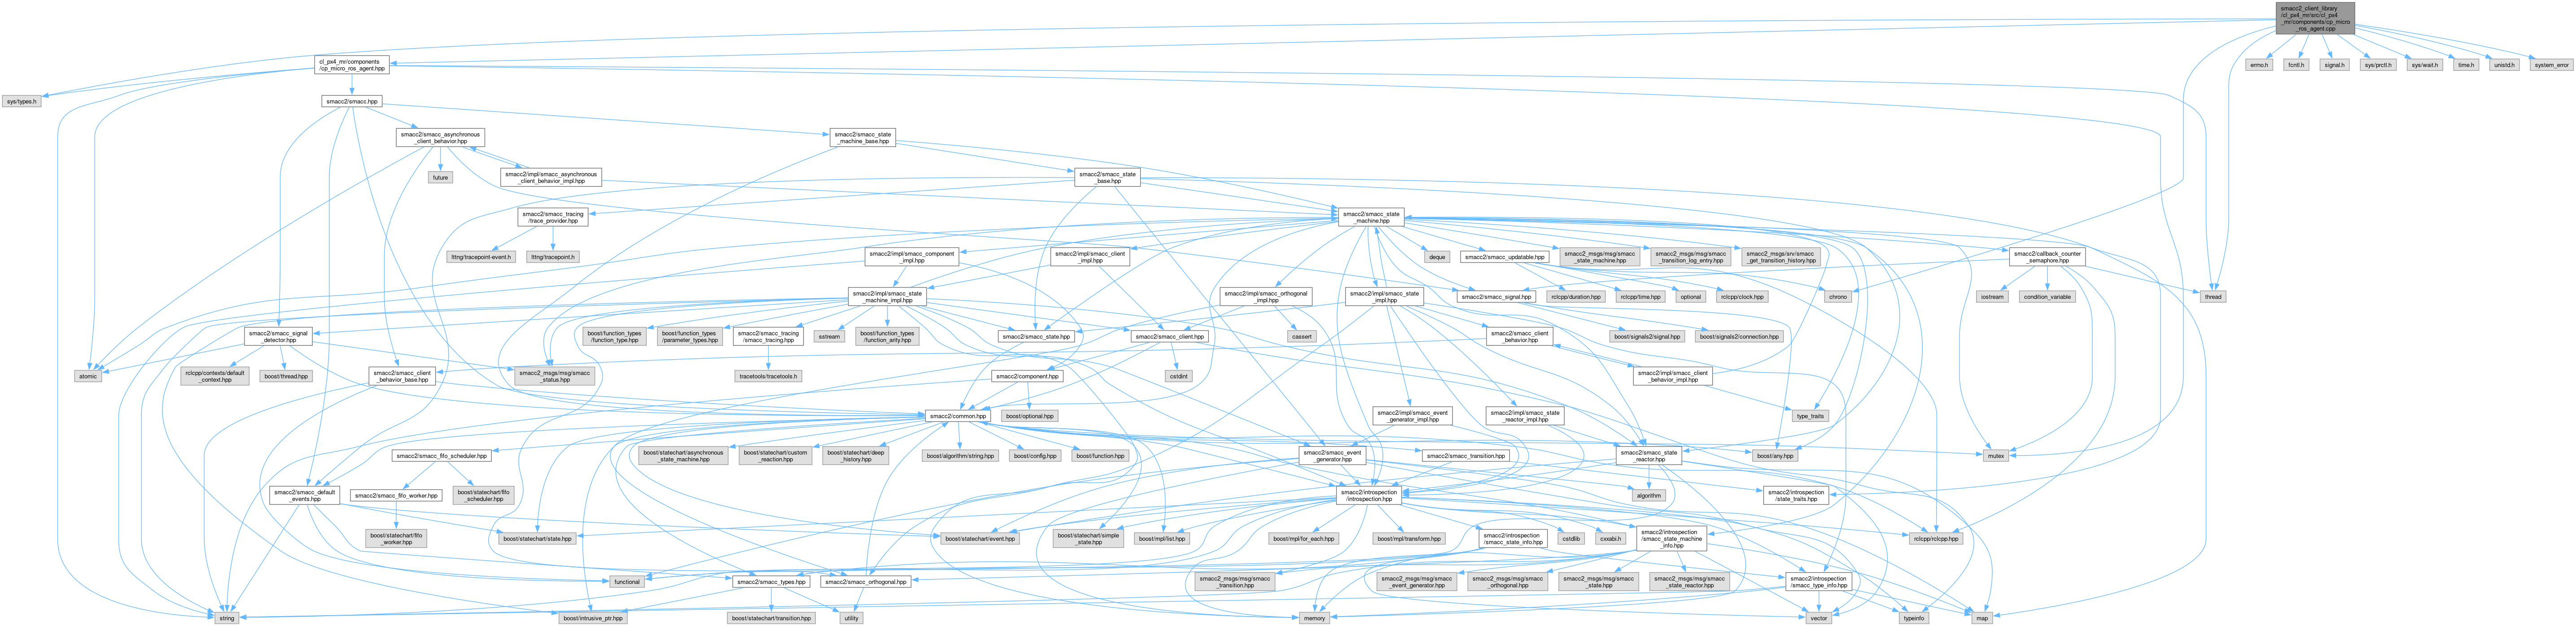 smacc2_client_library
/cl_px4_mr/src/cl_px4
_mr/components/cp_micro
_ros_agent.cpp
cl_px4_mr/components
/cp_micro_ros_agent.hpp
errno.h
fcntl.h
signal.h
sys/prctl.h
sys/wait.h
time.h
unistd.h
system_error
sys/types.h
smacc2/smacc.hpp
smacc2/smacc_asynchronous
_client_behavior.hpp
smacc2/smacc_state
_machine_base.hpp
future
smacc2/impl/smacc_asynchronous
_client_behavior_impl.hpp
smacc2/smacc_state
_base.hpp
smacc2/smacc_tracing
/trace_provider.hpp
smacc2/smacc_state
_machine.hpp
lttng/tracepoint-event.h
lttng/tracepoint.h
smacc2/impl/smacc_component
_impl.hpp
smacc2/impl/smacc_client
_impl.hpp
deque
smacc2/smacc_updatable.hpp
smacc2_msgs/msg/smacc
_state_machine.hpp
smacc2_msgs/msg/smacc
_transition_log_entry.hpp
smacc2_msgs/srv/smacc
_get_transition_history.hpp
smacc2/callback_counter
_semaphore.hpp
smacc2/impl/smacc_state
_machine_impl.hpp
smacc2/impl/smacc_orthogonal
_impl.hpp
smacc2/impl/smacc_state
_impl.hpp
smacc2/smacc_signal.hpp
rclcpp/duration.hpp
rclcpp/time.hpp
optional
rclcpp/clock.hpp
chrono
iostream
condition_variable
thread
smacc2/smacc_signal
_detector.hpp
boost/function_types
/function_type.hpp
boost/function_types
/parameter_types.hpp
smacc2/smacc_tracing
/smacc_tracing.hpp
sstream
boost/function_types
/function_arity.hpp
smacc2/smacc_state.hpp
smacc2/smacc_client.hpp
cassert
smacc2/smacc_client
_behavior.hpp
boost/signals2/signal.hpp
boost/signals2/connection.hpp
atomic
rclcpp/contexts/default
_context.hpp
boost/thread.hpp
smacc2/smacc_client
_behavior_base.hpp
smacc2_msgs/msg/smacc
_status.hpp
tracetools/tracetools.h
smacc2/component.hpp
cstdint
smacc2/impl/smacc_client
_behavior_impl.hpp
smacc2/common.hpp
boost/optional.hpp
smacc2/impl/smacc_event
_generator_impl.hpp
smacc2/impl/smacc_state
_reactor_impl.hpp
type_traits
smacc2/smacc_fifo_scheduler.hpp
boost/statechart/asynchronous
_state_machine.hpp
boost/statechart/custom
_reaction.hpp
boost/statechart/deep
_history.hpp
boost/algorithm/string.hpp
boost/config.hpp
boost/function.hpp
smacc2/smacc_event
_generator.hpp
smacc2/smacc_transition.hpp
smacc2/smacc_state
_reactor.hpp
boost/any.hpp
mutex
smacc2/smacc_default
_events.hpp
smacc2/smacc_fifo_worker.hpp
boost/statechart/fifo
_scheduler.hpp
smacc2/introspection
/introspection.hpp
algorithm
smacc2/introspection
/state_traits.hpp
boost/statechart/fifo
_worker.hpp
boost/statechart/state.hpp
boost/statechart/event.hpp
boost/statechart/simple
_state.hpp
boost/mpl/list.hpp
boost/mpl/for_each.hpp
boost/mpl/transform.hpp
smacc2/introspection
/smacc_state_info.hpp
cstdlib
cxxabi.h
smacc2/introspection
/smacc_state_machine
_info.hpp
rclcpp/rclcpp.hpp
functional
smacc2/smacc_types.hpp
smacc2/smacc_orthogonal.hpp
smacc2_msgs/msg/smacc
_transition.hpp
smacc2_msgs/msg/smacc
_event_generator.hpp
smacc2_msgs/msg/smacc
_orthogonal.hpp
smacc2_msgs/msg/smacc
_state.hpp
smacc2_msgs/msg/smacc
_state_reactor.hpp
smacc2/introspection
/smacc_type_info.hpp
string
boost/intrusive_ptr.hpp
boost/statechart/transition.hpp
utility
memory
vector
typeinfo
map